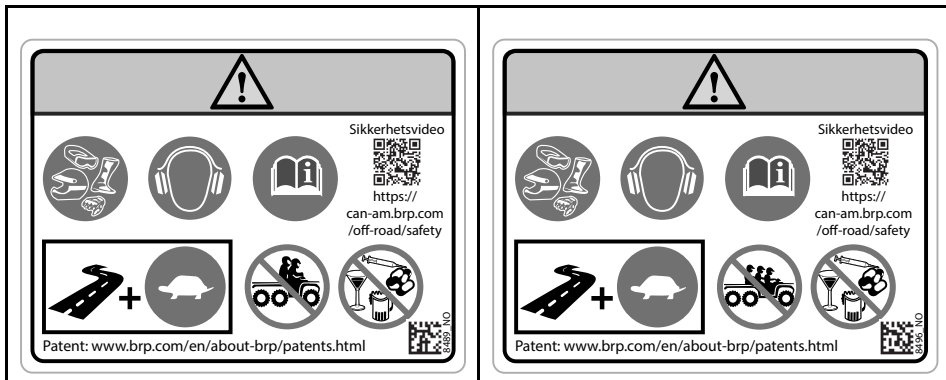 Sikkerhetsvideo
https://
can-am.brp.com
/off-road/safety
Patent: www.brp.com/en/about-brp/patents.html
8489_NO
Sikkerhetsvideo
https://
can-am.brp.com
/off-road/safety
Patent: www.brp.com/en/about-brp/patents.html
8496_NO